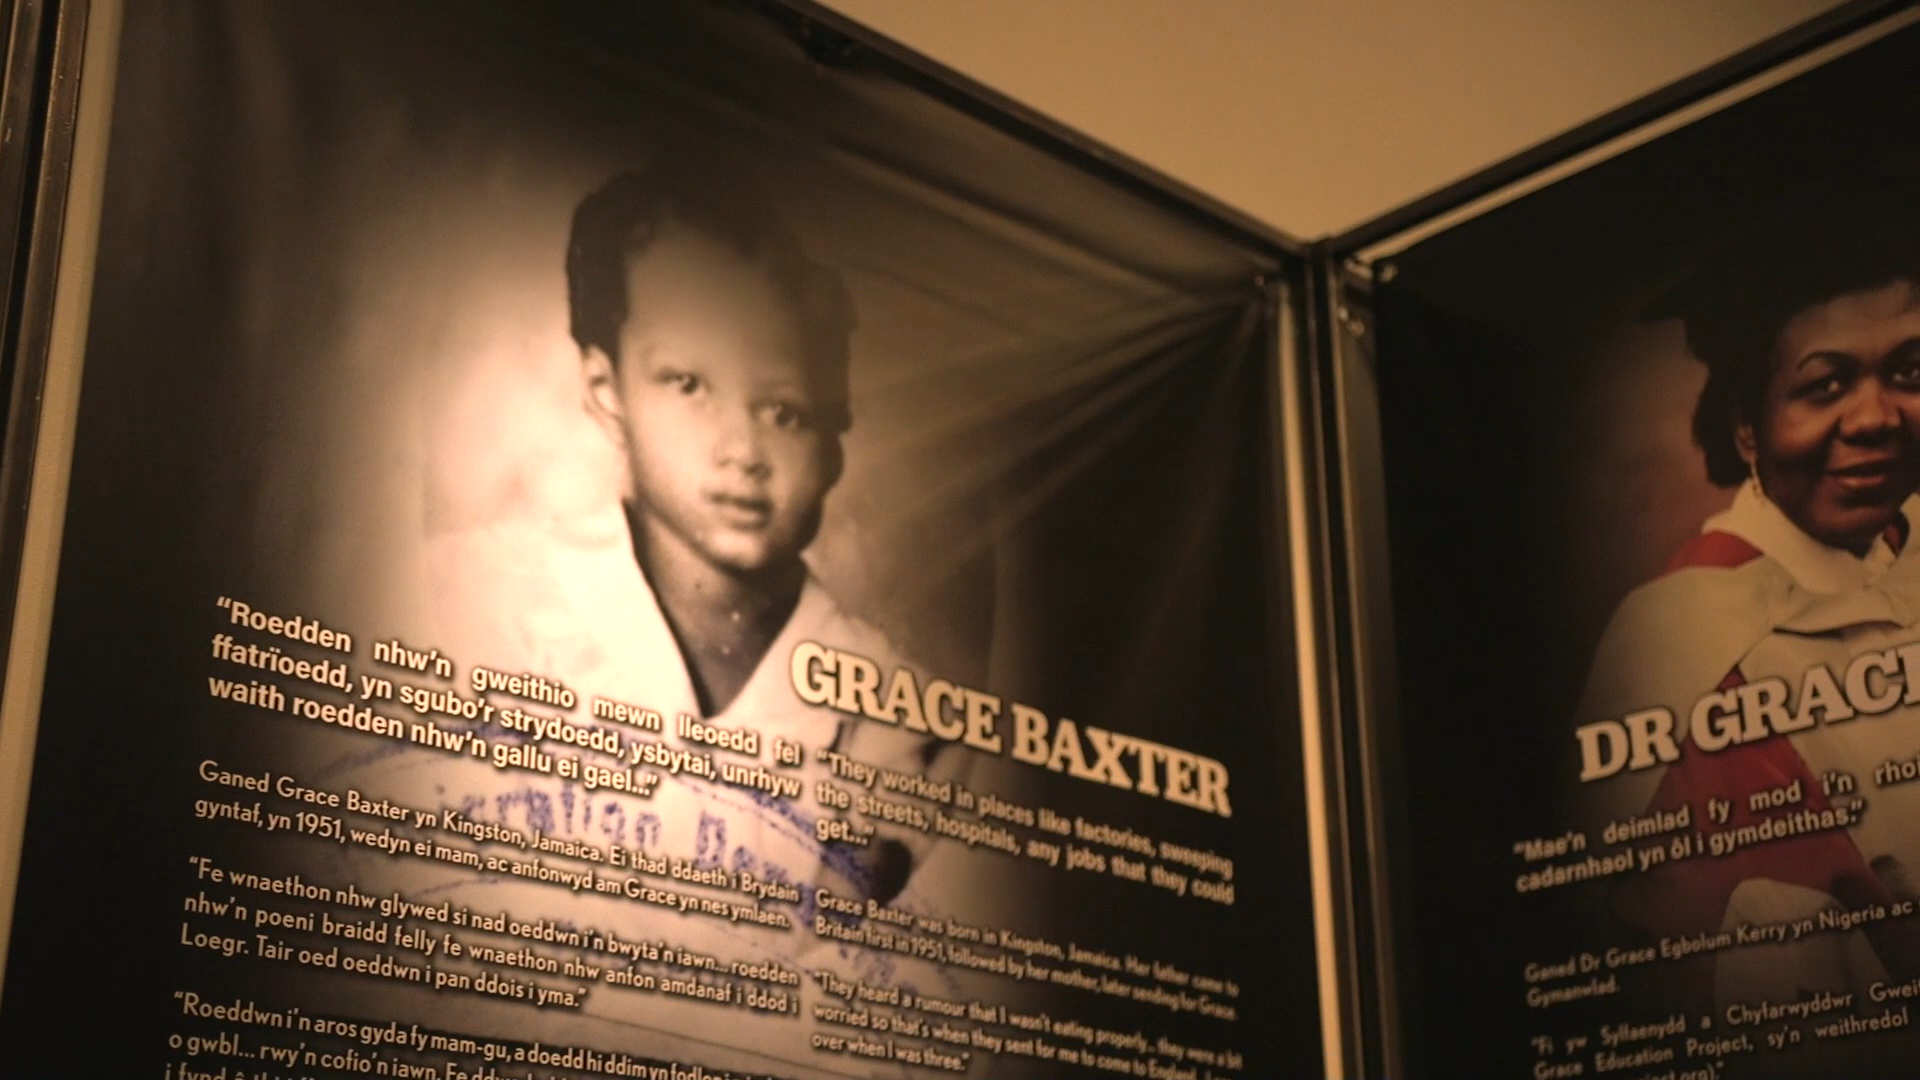 GRACE BAXTER
“Roedden nhw’n gweithio mewn lleoedd fel
ffatrïoedd, yn sgubo’r strydoedd, ysbytai, unrhyw
waith roedden nhw’n gallu ei gael...”
Ganed Grace Baxter yn Kingston, Jamaica. Ei thad ddaeth i Brydain
gyntaf, yn 1951, wedyn ei mam, ac anfonwyd am Grace yn nes ymlaen.
“Fe wnaethon nhw glywed si nad oeddwn i’n bwyta’n iawn... roedden
nhw’n poeni braidd felly fe wnaethon nhw anfon amdanaf i ddod i
Loegr. Tair oed oeddwn i pan ddois i yma.”
“Roeddwn i’n aros gyda fy mam-gu, a doedd hi ddim yn
o gwbl... rwy’n cofio’n iawn.
“They worked in places like factories, sweeping
the streets, hospitals, any jobs that they could
get...”
Grace Baxter was born in Kingston, Jamaica. Her father came to
Britain first in 1951, followed by her mother, later sending for Grace.
“They heard a rumour that I wasn’t eating properly... they were a bit
worried so that’s when they sent for me to come to England.
over when I was three.”
DR GRACE
“Mae’n deimlad fy mod i’n
cadarnhaol yn ôl i gymdeithas.”
Ganed Dr Grace Egbolum Kerry yn Nigeria ac
Gymanwlad.
“Fi yw Sylfaenydd a Chyfarwyddwr
Grace Education Project, sy’n weithredol